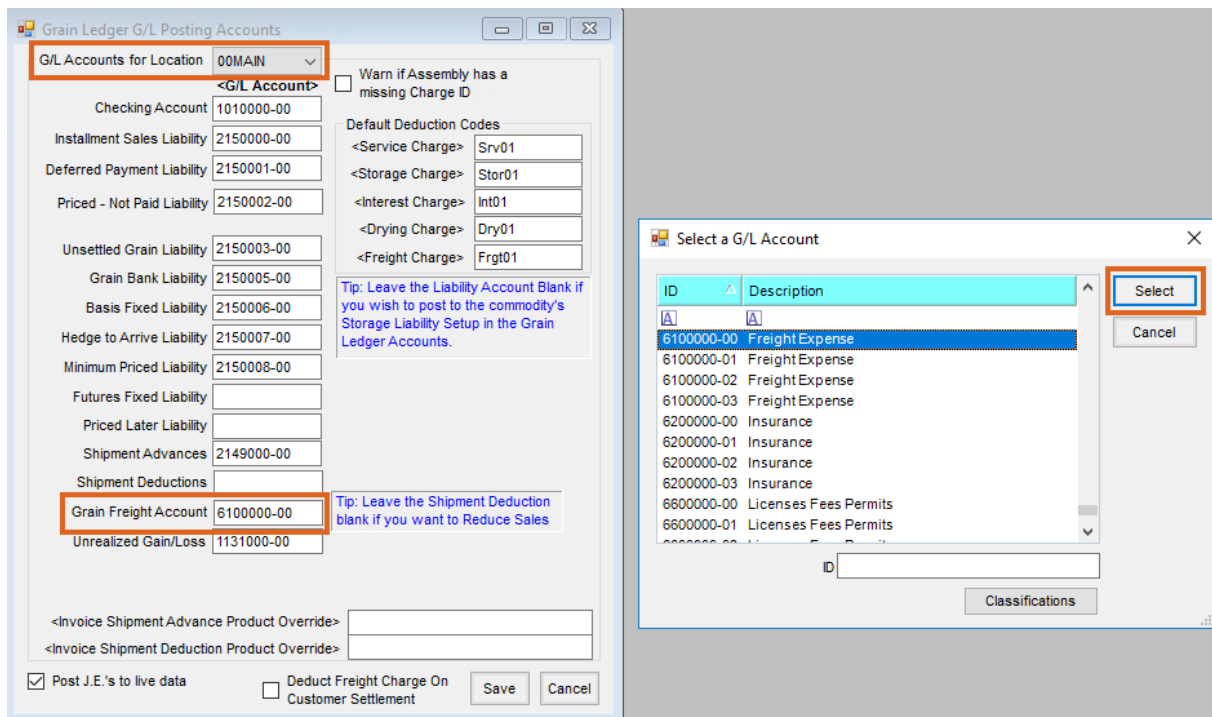 Grain Ledger G/L Posting Accounts
G/L Accounts for Location 00MAIN
<G/L Account>
Checking Account 1010000-00
Installment Sales Liability 2150000-00
Deferred Payment Liability 2150001-00
Priced - Not Paid Liability 2150002-00
Unsettled Grain Liability 2150003-00
Grain Bank Liability 2150005-00
Basis Fixed Liability 2150006-00
Hedge to Arrive Liability 2150007-00
Minimum Priced Liability 2150008-00
Futures Fixed Liability
Priced Later Liability
Shipment Advances 2149000-00
Shipment Deductions
Grain Freight Account 6100000-00
Unrealized Gain/Loss 1131000-00
Warn if Assembly has a
missing Charge ID
Default Deduction Codes
<Service Charge> Srv01
<Storage Charge> Stor01
<Interest Charge> Int01
<Drying Charge> Dry01
<Freight Charge> Frgt01
Tip: Leave the Liability Account Blank if
you wish to post to the commodity's
Storage Liability Setup in the Grain
Ledger Accounts.
Tip: Leave the Shipment Deduction
blank if you want to Reduce Sales
<Invoice Shipment Advance Product Override>
<Invoice Shipment Deduction Product Override>
Post J.E.'s to live data
Deduct Freight Charge On
Customer Settlement
Save
Cancel
Select a G/L Account
ID Description
A A
6100000-00 Freight Expense
6100000-01 Freight Expense
6100000-02 Freight Expense
6100000-03 Freight Expense
6200000-00 Insurance
6200000-01 Insurance
6200000-02 Insurance
6200000-03 Insurance
6600000-00 Licenses Fees Permits
6600000-01 Licenses Fees Permits
Select
Cancel
ID
Classifications